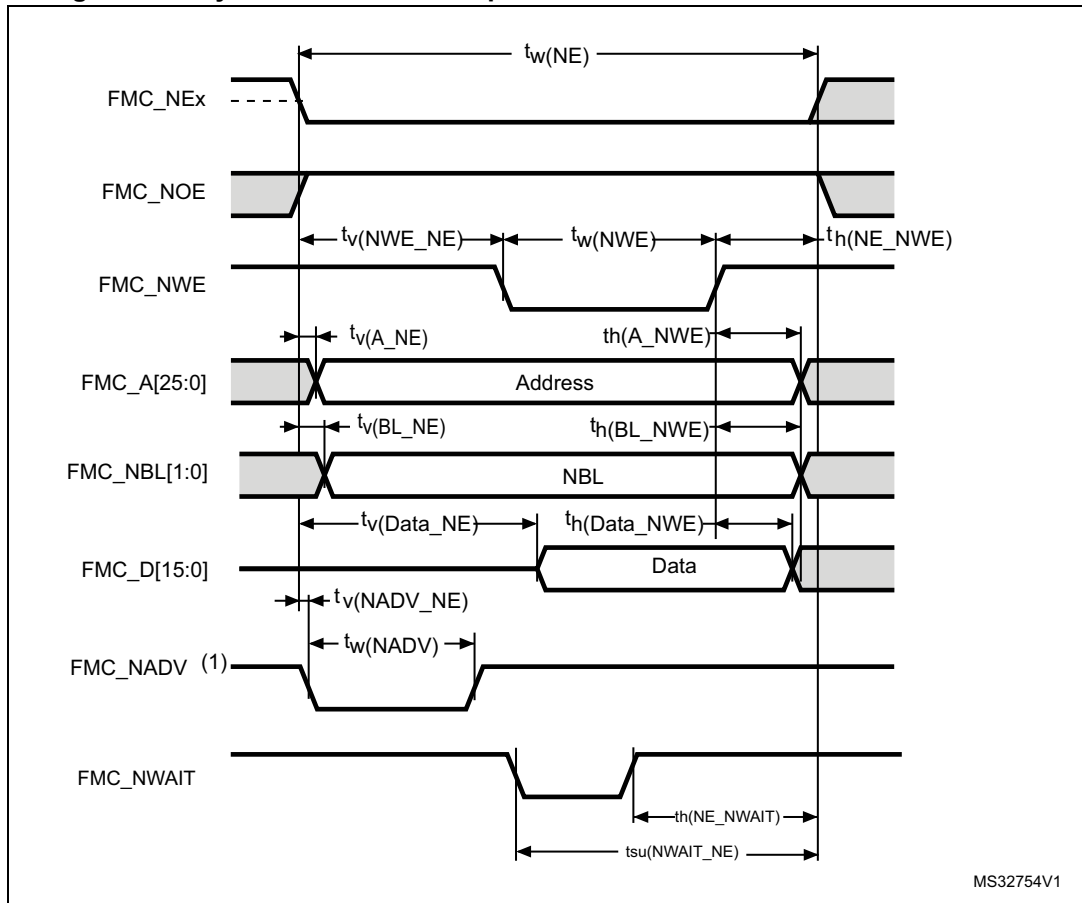 tw(NE)
FMC_NEx
FMC_NOE
tv(NWE_NE) tw(NWE) th(NE_NWE)
FMC_NWE
tv(A_NE) th(A_NWE)
FMC_A[25:0] Address
tv(BL_NE) th(BL_NWE)
FMC_NBL[1:0] NBL
tv(Data_NE) th(Data_NWE)
FMC_D[15:0] Data
tv(NADV_NE)
tw(NADV)
FMC_NADV (1)
FMC_NWAIT
th(NE_NWAIT)
tsu(NWAIT_NE)
MS32754V1